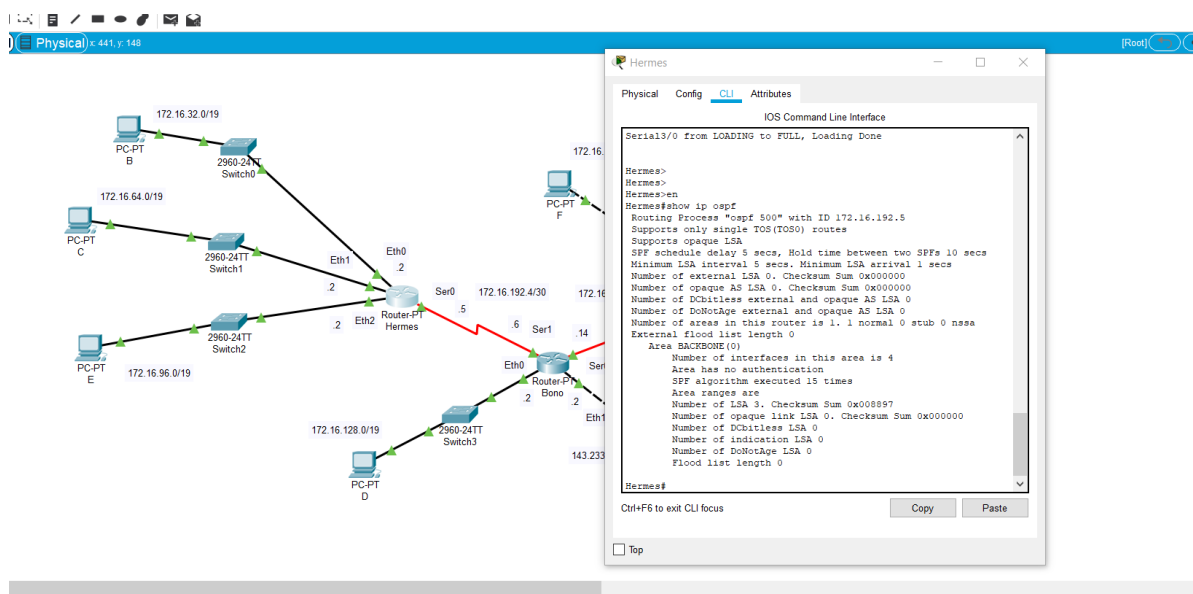 Physical x: 441, y: 148
[Root]
172.16.32.0/19
PC-PT
B
2960-24TT
Switch0
172.16.64.0/19
PC-PT
C
2960-24TT
Switch1
Eth1
Eth0
.2
.2
Router-PT
Hermes
Ser0
.5
172.16.192.4/30
.2
Eth2
2960-24TT
Switch2
PC-PT
E
172.16.96.0/19
.6
Ser1
.14
Eth0
Router-PT
Bono
Ser
.2
.2
Eth1
172.16.128.0/19
2960-24TT
Switch3
PC-PT
D
143.233
172.16.
PC-PT
F
172.16
Hermes
Physical Config CLI Attributes
IOS Command Line Interface
Serial3/0 from LOADING to FULL, Loading Done
Hermes>
Hermes>
Hermes>en
Hermes#show ip ospf
Routing Process "ospf 500" with ID 172.16.192.5
Supports only single TOS(TOS0) routes
Supports opaque LSA
SPF schedule delay 5 secs, Hold time between two SPFs 10 secs
Minimum LSA interval 5 secs. Minimum LSA arrival 1 secs
Number of external LSA 0. Checksum Sum 0x000000
Number of opaque AS LSA 0. Checksum Sum 0x000000
Number of DCbitless external and opaque AS LSA 0
Number of DoNotAge external and opaque AS LSA 0
Number of areas in this router is 1. 1 normal 0 stub 0 nssa
External flood list length 0
Area BACKBONE(0)
Number of interfaces in this area is 4
Area has no authentication
SPF algorithm executed 15 times
Area ranges are
Number of LSA 3. Checksum Sum 0x008897
Number of opaque link LSA 0. Checksum Sum 0x000000
Number of DCbitless LSA 0
Number of indication LSA 0
Number of DoNotAge LSA 0
Flood list length 0
Hermes#
Ctrl+F6 to exit CLI focus
Copy
Paste
Top